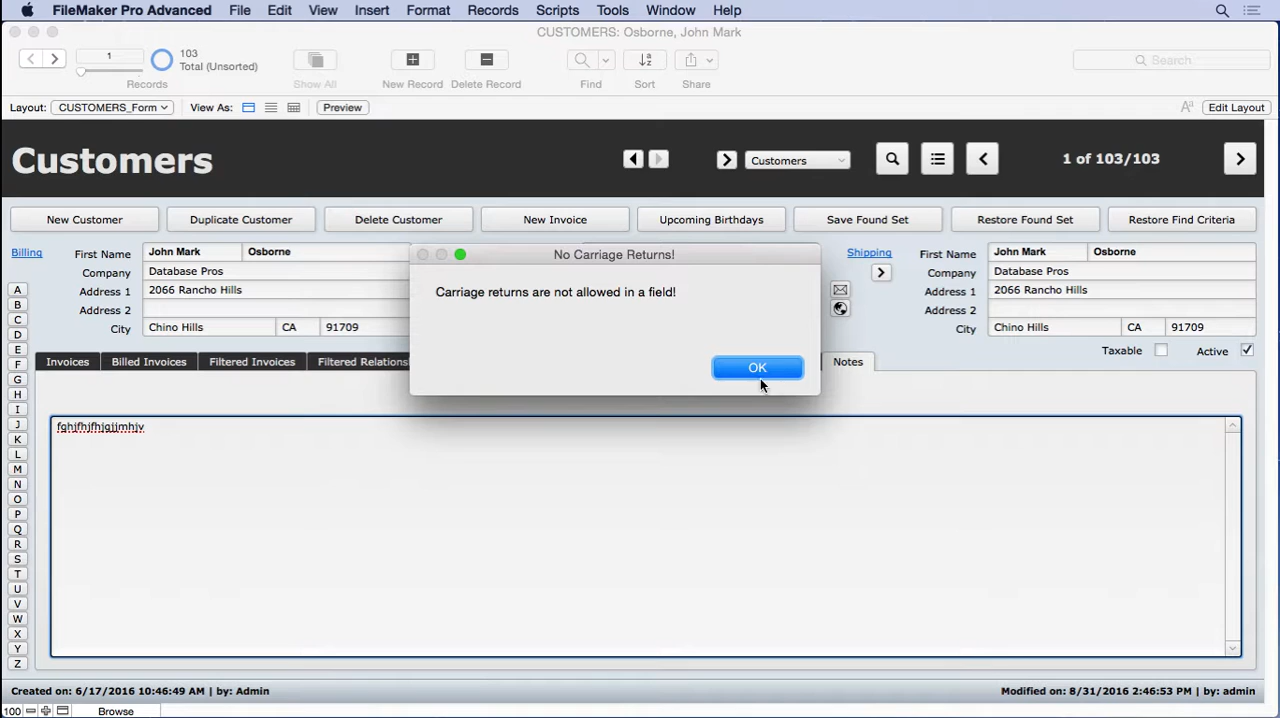 FileMaker Pro Advanced File Edit View Insert Format Records Scripts Tools Window Help
CUSTOMERS: Osborne, John Mark
1
103
Total (Unsorted)
Records
Show All
New Record
Delete Record
Find
Sort
Share
Search
Layout: CUSTOMERS_Form View As: Preview
Aa Edit Layout
Customers
Customers
1 of 103/103
New Customer Duplicate Customer Delete Customer New Invoice Upcoming Birthdays Save Found Set Restore Found Set Restore Find Criteria
Billing
First Name John Mark Osborne
Company Database Pros
Address 1 2066 Rancho Hills
Address 2
City Chino Hills CA 91709
No Carriage Returns!
Carriage returns are not allowed in a field!
OK
Shipping
First Name John Mark Osborne
Company Database Pros
Address 1 2066 Rancho Hills
Address 2
City Chino Hills CA 91709
Taxable Active
Invoices Billed Invoices Filtered Invoices Filtered Relations Notes
A
B
C
D
E
F
G
H
I
J
K
L
M
N
O
P
Q
R
S
T
U
V
W
X
Y
Z
fghjfhjfhjgjjmhjv
Created on: 6/17/2016 10:46:49 AM | by: Admin
Modified on: 8/31/2016 2:46:53 PM | by: admin
100 Browse